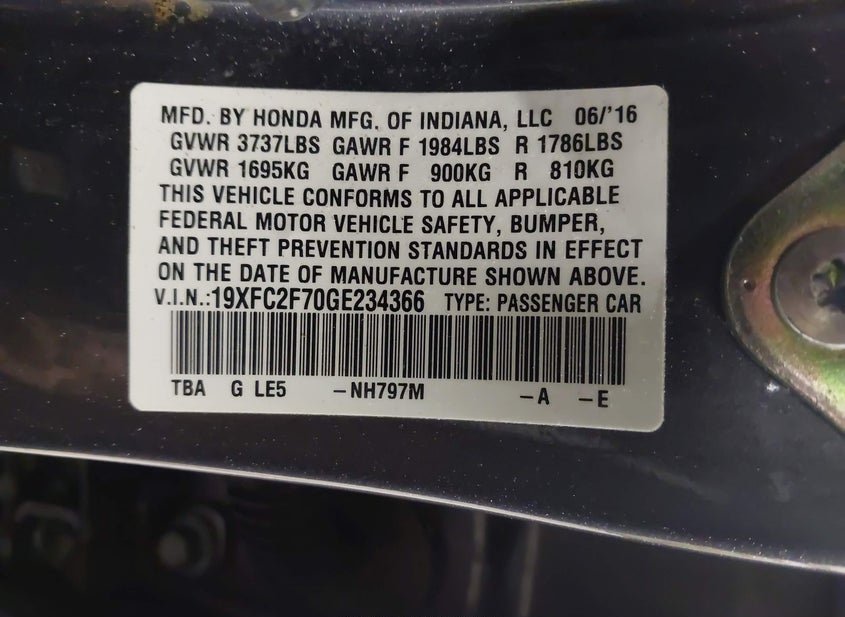 MFD. BY HONDA MFG. OF INDIANA, LLC 06/'16
GVWR 3737LBS GAWR F 1984LBS R 1786LBS
GVWR 1695KG GAWR F 900KG R 810KG
THIS VEHICLE CONFORMS TO ALL APPLICABLE
FEDERAL MOTOR VEHICLE SAFETY, BUMPER,
AND THEFT PREVENTION STANDARDS IN EFFECT
ON THE DATE OF MANUFACTURE SHOWN ABOVE.
V.I.N.:19XFC2F70GE234366 TYPE: PASSENGER CAR
TBA G LE5 –NH797M –A –E